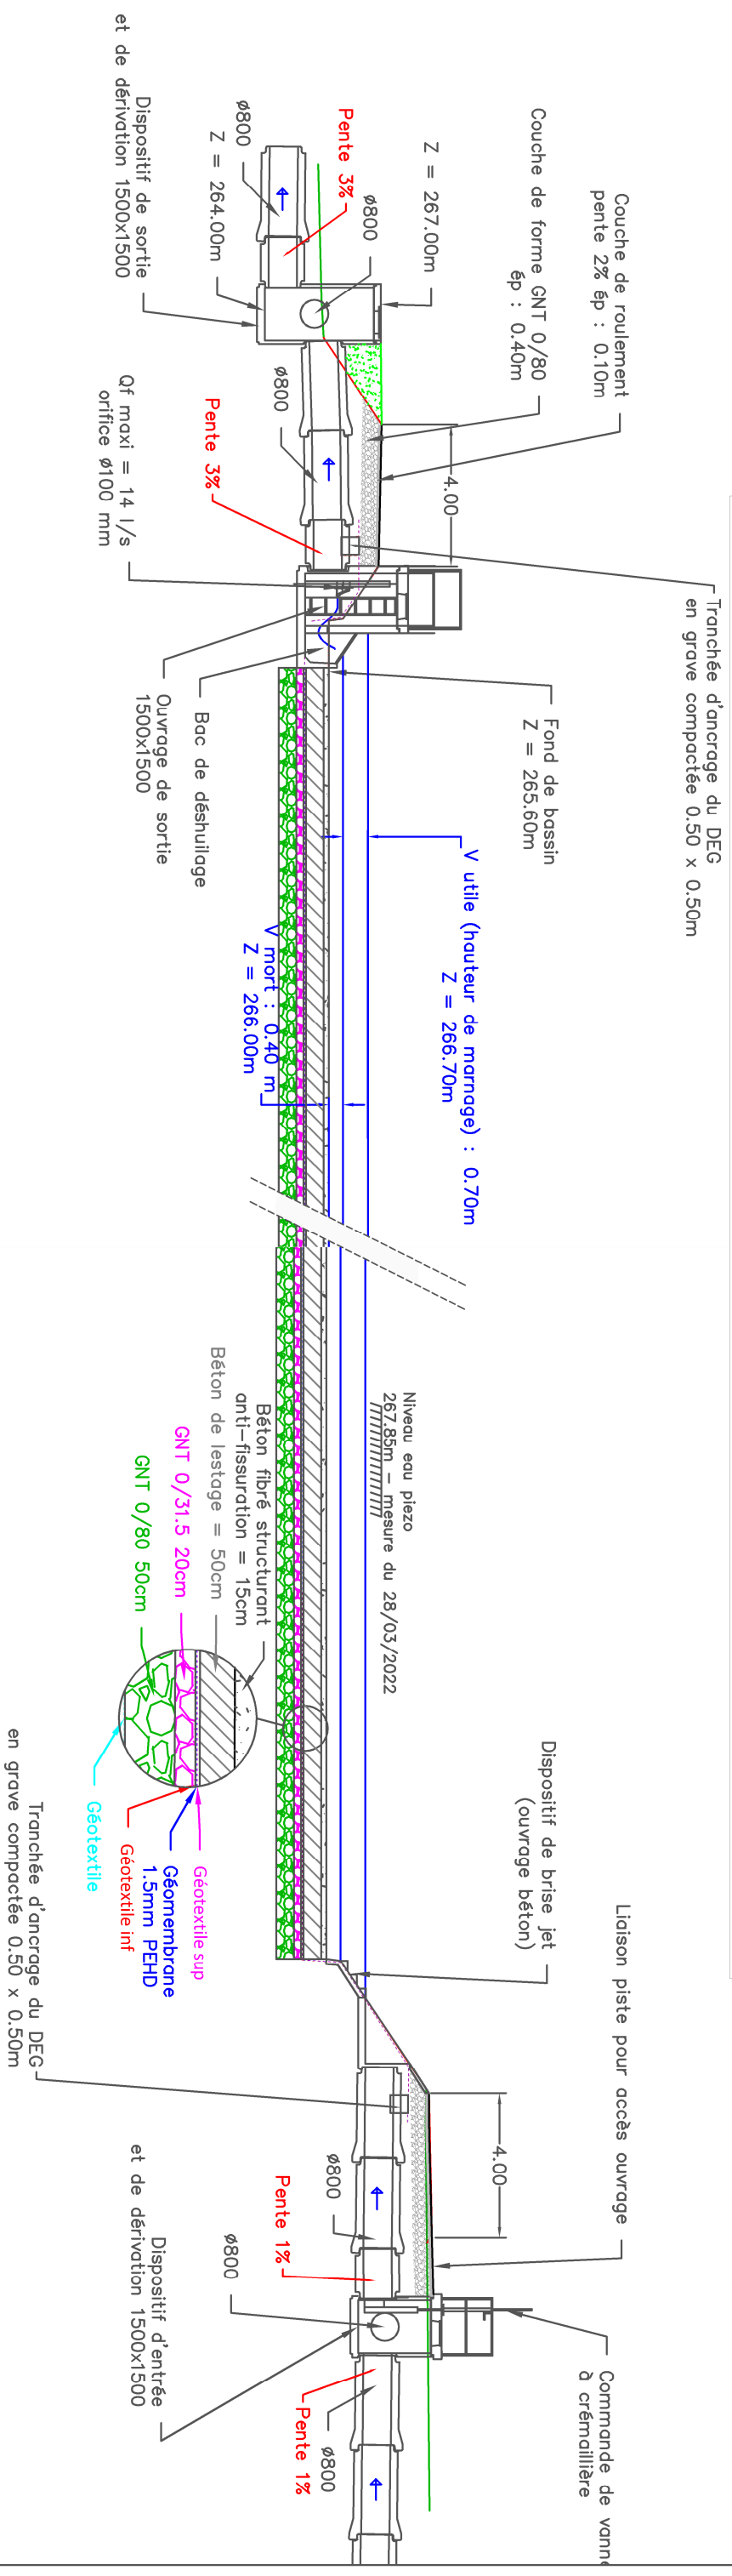 Dispositif de sortie
et de dérivation 1500x1500
ø800
Z = 264.00m
Pente 3%
ø800
Z = 267.00m
Couche de forme GNT 0/80
ép : 0.40m
Couche de roulement
pente 2% ép : 0.10m
Qf maxi = 14 l/s
orifice ø100 mm
Pente 3%
ø800
4.00
Tranchée d'ancrage du DEG
en grave compactée 0.50 x 0.50m
Ouvrage de sortie
1500x1500
Bac de déshuilage
Fond de bassin
Z = 265.60m
V utile (hauteur de marnage) : 0.70m
Z = 266.70m
V mort : 0.40 m
Z = 266.00m
Niveau eau piezo
267.85m – mesure du 28/03/2022
Béton fibré structurant
anti–fissuration = 15cm
Béton de lestage = 50cm
GNT 0/31.5 20cm
GNT 0/80 50cm
Géotextile sup
Géomembrane
1.5mm PEHD
Géotextile inf
Géotextile
Tranchée d'ancrage du DEG
en grave compactée 0.50 x 0.50m
Dispositif de brise jet
(ouvrage béton)
Liaison piste pour accès ouvrage
4.00
ø800
Pente 1%
ø800
Dispositif d'entrée
et de dérivation 1500x1500
Pente 1%
ø800
Commande de vanne
à crémaillière